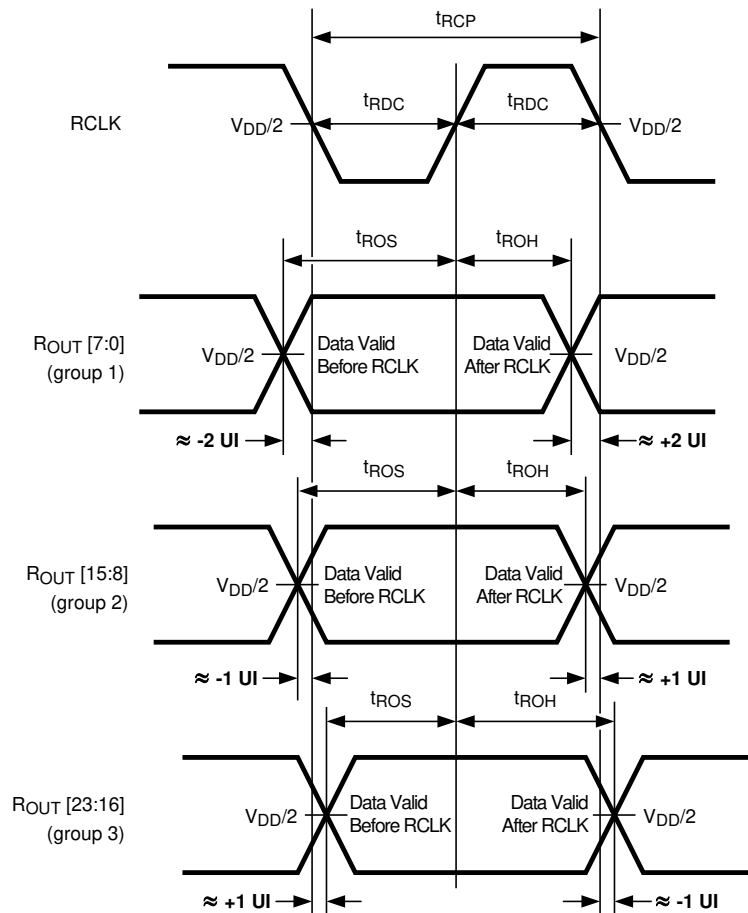 tRCP
RCLK
VDD/2
tRDC
tRDC
VDD/2
tROS
tROH
ROUT [7:0]
(group 1)
VDD/2
Data Valid
Before RCLK
Data Valid
After RCLK
VDD/2
≈ -2 UI
≈ +2 UI
tROS
tROH
ROUT [15:8]
(group 2)
VDD/2
Data Valid
Before RCLK
Data Valid
After RCLK
VDD/2
≈ -1 UI
≈ +1 UI
tROS
tROH
ROUT [23:16]
(group 3)
VDD/2
Data Valid
Before RCLK
Data Valid
After RCLK
VDD/2
≈ +1 UI
≈ -1 UI